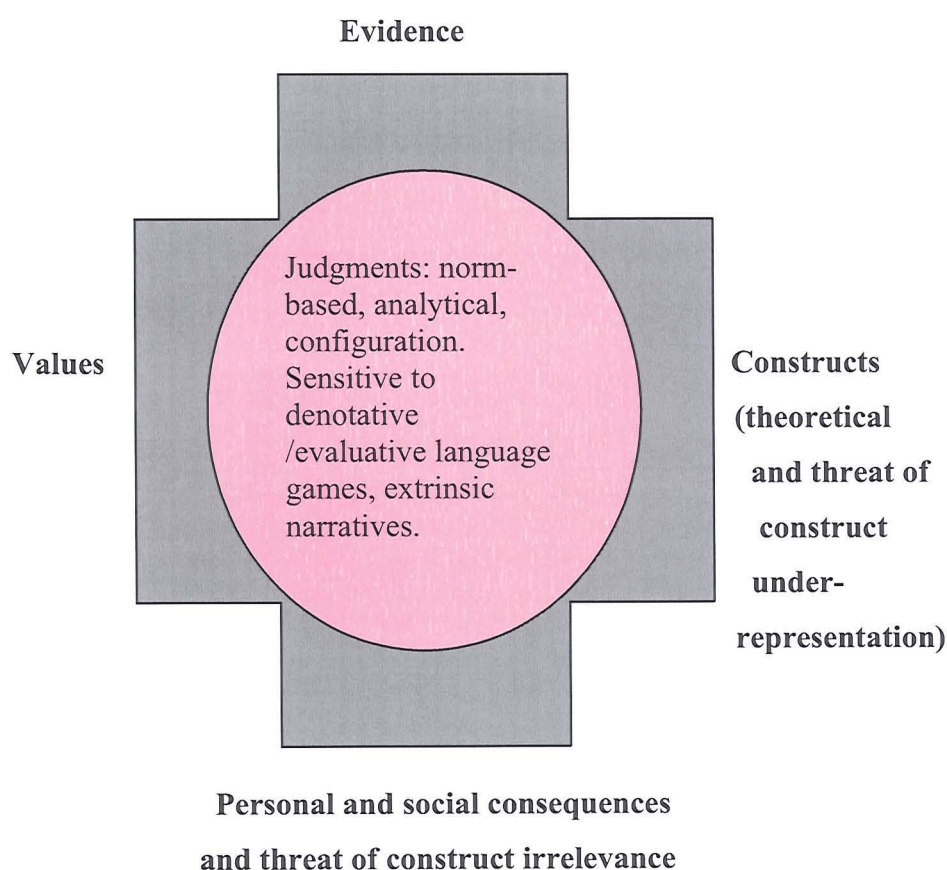 Evidence
Judgments: norm-
based, analytical,
configuration.
Sensitive to
denotative
/evaluative language
games, extrinsic
narratives.
Values
Constructs
(theoretical
and threat of
construct
under-
representation)
Personal and social consequences
and threat of construct irrelevance